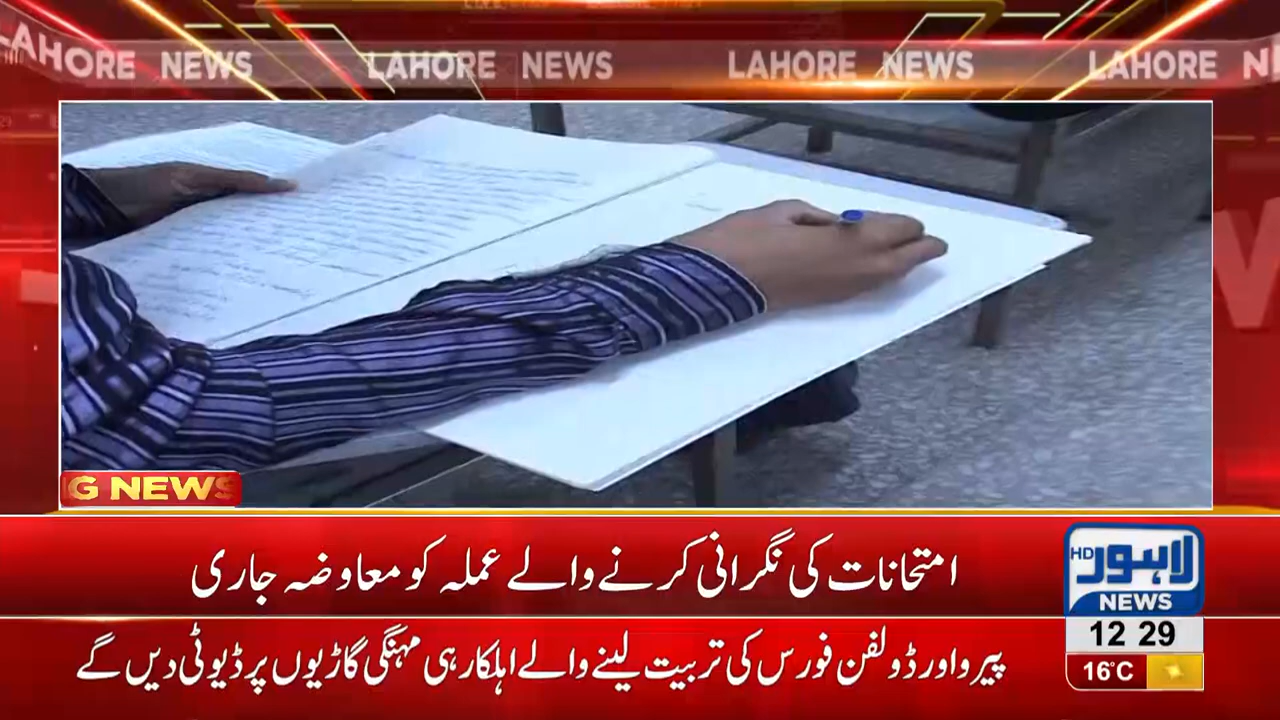 LAHORE NEWS LAHORE NEWS LAHORE NEWS LAHORE N
G NEWS
امتحانات کی نگرانی کرنے والے عملہ کو معاوضہ جاری
HD لاہور
NEWS
12 29
16°C
پیرو اور ڈولفن فورس کی تربیت لینے والے اہلکار ہی مہنگی گاڑیوں پر ڈیوٹی دیں گے